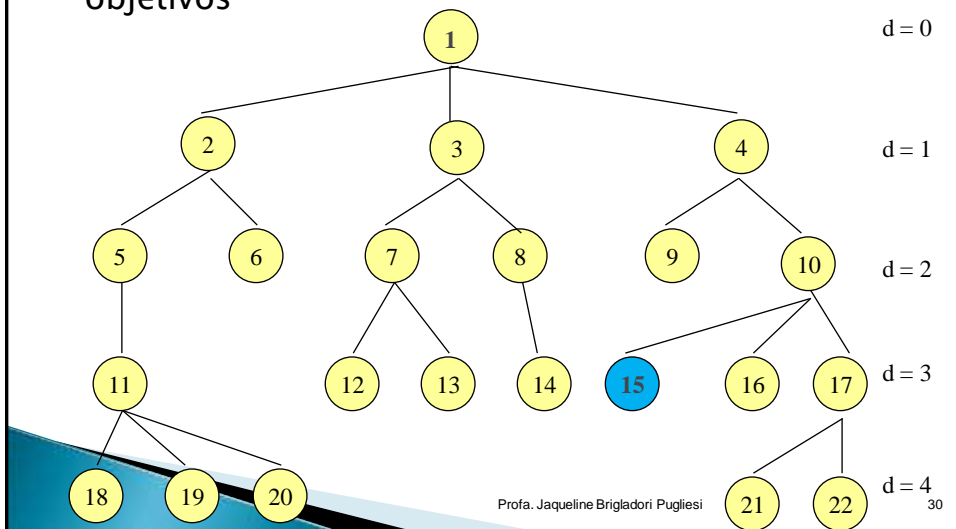 objetivos
1 d = 0
2 3 4 d = 1
5 6 7 8 9 10 d = 2
11 12 13 14 15 16 17 d = 3
18 19 20 21 22 d = 4
Profa. Jaqueline Brigladori Pugliesi 30